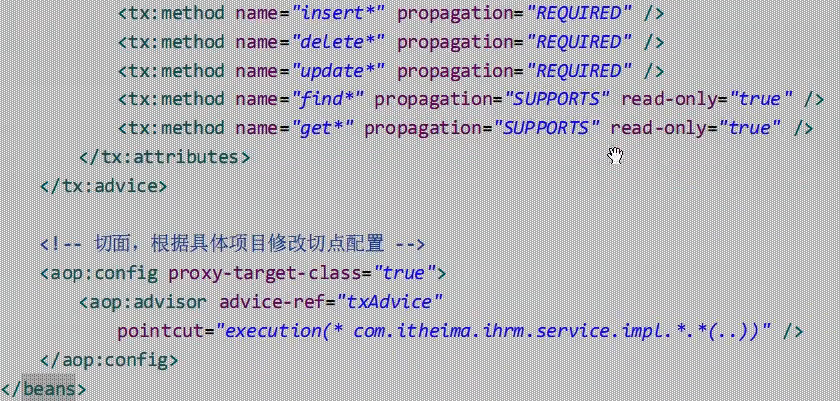 <tx:method name="insert*" propagation="REQUIRED" />
<tx:method name="delete*" propagation="REQUIRED" />
<tx:method name="update*" propagation="REQUIRED" />
<tx:method name="find*" propagation="SUPPORTS" read-only="true" />
<tx:method name="get*" propagation="SUPPORTS" read-only="true" />
</tx:attributes>
</tx:advice>
<!-- 切面，根据具体项目修改切点配置 -->
<aop:config proxy-target-class="true">
<aop:advisor advice-ref="txAdvice"
pointcut="execution(* com.itheima.ihrm.service.impl.*.*(..))" />
</aop:config>
</beans>